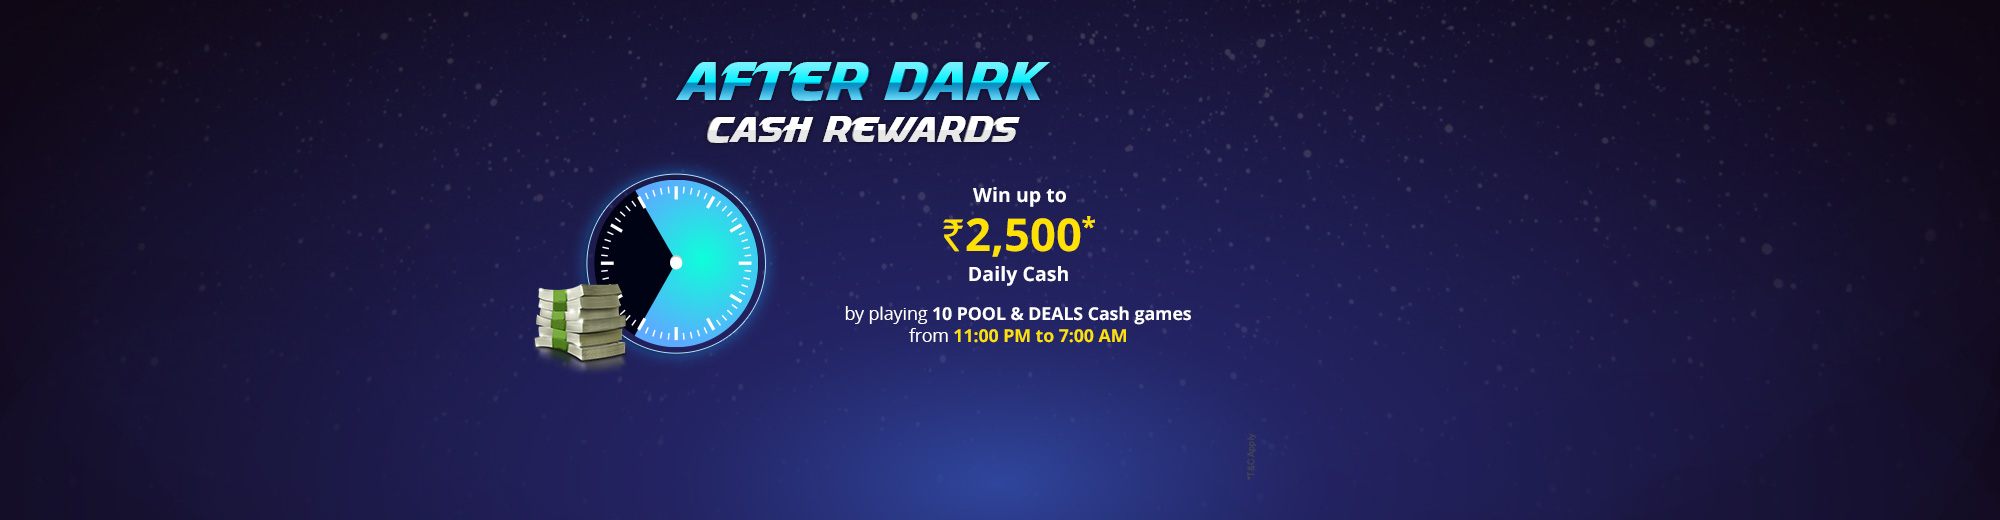 AFTER DARK
CASH REWARDS
Win up to
₹2,500*
Daily Cash
by playing 10 POOL & DEALS Cash games
from 11:00 PM to 7:00 AM
*T&C Apply